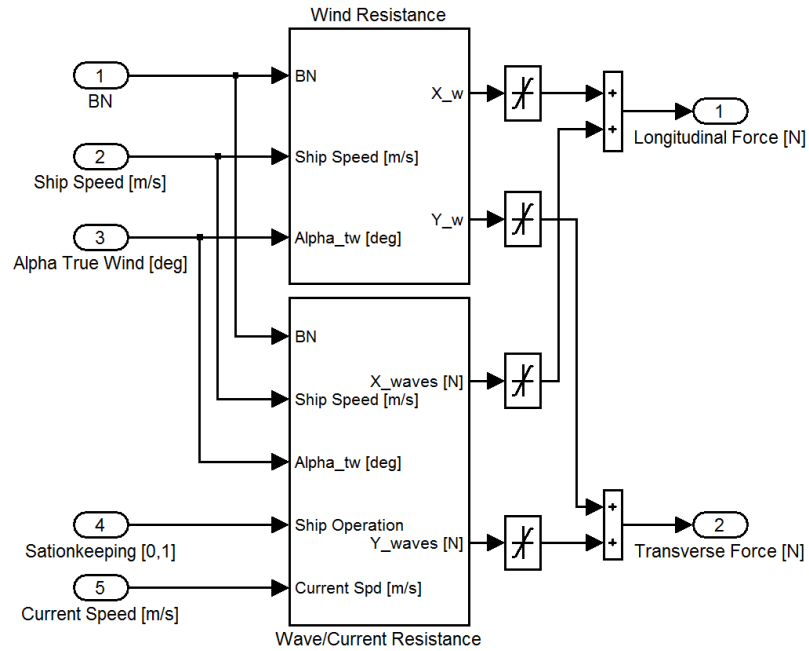 Wind Resistance
1
BN
BN
X_w
+
+
1
Longitudinal Force [N]
2
Ship Speed [m/s]
Ship Speed [m/s]
3
Alpha True Wind [deg]
Alpha_tw [deg]
Y_w
BN
X_waves [N]
Ship Speed [m/s]
Alpha_tw [deg]
4
Sationkeeping [0,1]
Ship Operation
Y_waves [N]
+
+
2
Transverse Force [N]
5
Current Speed [m/s]
Current Spd [m/s]
Wave/Current Resistance